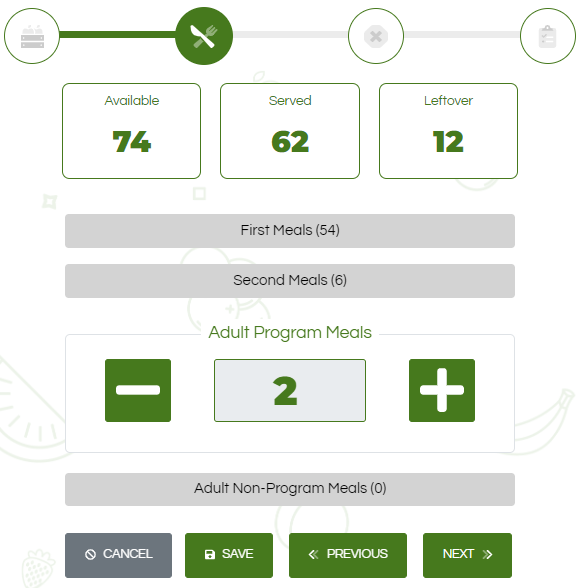 Available
Served
Leftover
74
62
12
First Meals (54)
Second Meals (6)
Adult Program Meals
2
Adult Non-Program Meals (0)
CANCEL
SAVE
PREVIOUS
NEXT